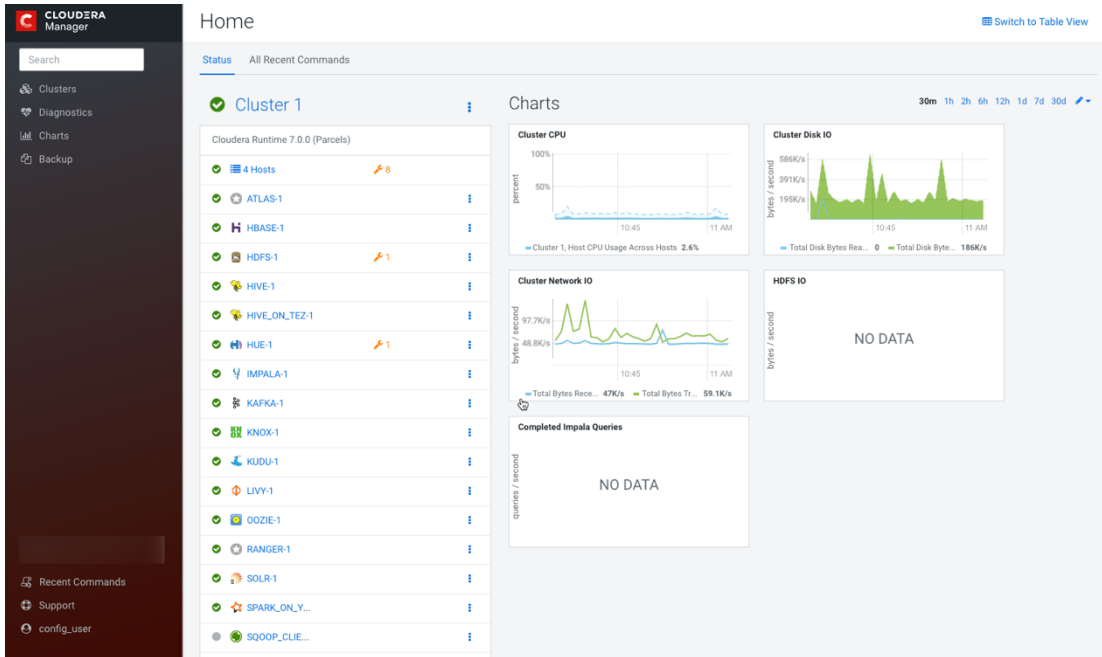 CLOUDERA
Manager
Search
Clusters
Diagnostics
Charts
Backup
Recent Commands
Support
config_user
Home
Switch to Table View
Status All Recent Commands
Cluster 1
Cloudera Runtime 7.0.0 (Parcels)
4 Hosts 8
ATLAS-1
HBASE-1
HDFS-1 1
HIVE-1
HIVE_ON_TEZ-1
HUE-1 1
IMPALA-1
KAFKA-1
KNOX-1
KUDU-1
LIVY-1
OOZIE-1
RANGER-1
SOLR-1
SPARK_ON_Y...
SQOOP_CLIE...
Charts
30m 1h 2h 6h 12h 1d 7d 30d
Cluster CPU
percent
100%
50%
10:45 11 AM
Cluster 1, Host CPU Usage Across Hosts 2.6%
Cluster Disk IO
bytes / second
586K/s
391K/s
195K/s
10:45 11 AM
Total Disk Bytes Rea... 0 Total Disk Byte... 186K/s
Cluster Network IO
bytes / second
97.7K/s
48.8K/s
10:45 11 AM
Total Bytes Rece... 47K/s Total Bytes Tr... 59.1K/s
HDFS IO
bytes / second
NO DATA
Completed Impala Queries
queries / second
NO DATA